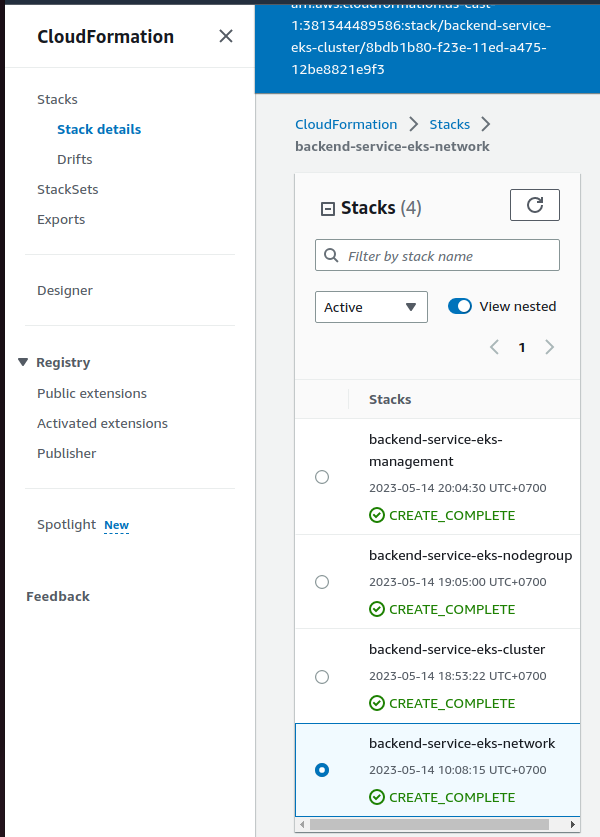 CloudFormation
Stacks
Stack details
Drifts
StackSets
Exports
Designer
Registry
Public extensions
Activated extensions
Publisher
Spotlight New
Feedback
arn:aws:cloudformation:us-east-
1:381344489586:stack/backend-service-
eks-cluster/8bdb1b80-f23e-11ed-a475-
12be8821e9f3
CloudFormation > Stacks >
backend-service-eks-network
Stacks (4)
Filter by stack name
Active
View nested
1
Stacks
backend-service-eks-
management
2023-05-14 20:04:30 UTC+0700
CREATE_COMPLETE
backend-service-eks-nodegroup
2023-05-14 19:05:00 UTC+0700
CREATE_COMPLETE
backend-service-eks-cluster
2023-05-14 18:53:22 UTC+0700
CREATE_COMPLETE
backend-service-eks-network
2023-05-14 10:08:15 UTC+0700
CREATE_COMPLETE